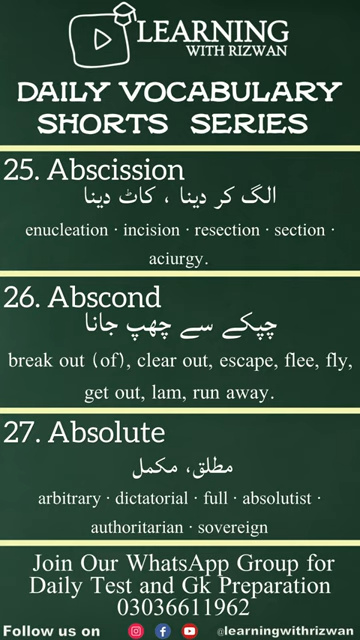 LEARNING
WITH RIZWAN
DAILY VOCABULARY
SHORTS SERIES
25. Abscission
الگ کر دینا ، کاٹ دینا
enucleation · incision · resection · section ·
aciurgy.
26. Abscond
چپکے سے چھپ جانا
break out (of), clear out, escape, flee, fly,
get out, lam, run away.
27. Absolute
مطلق، مکمل
arbitrary · dictatorial · full · absolutist ·
authoritarian · sovereign
Join Our WhatsApp Group for
Daily Test and Gk Preparation
03036611962
Follow us on @learningwithrizwan